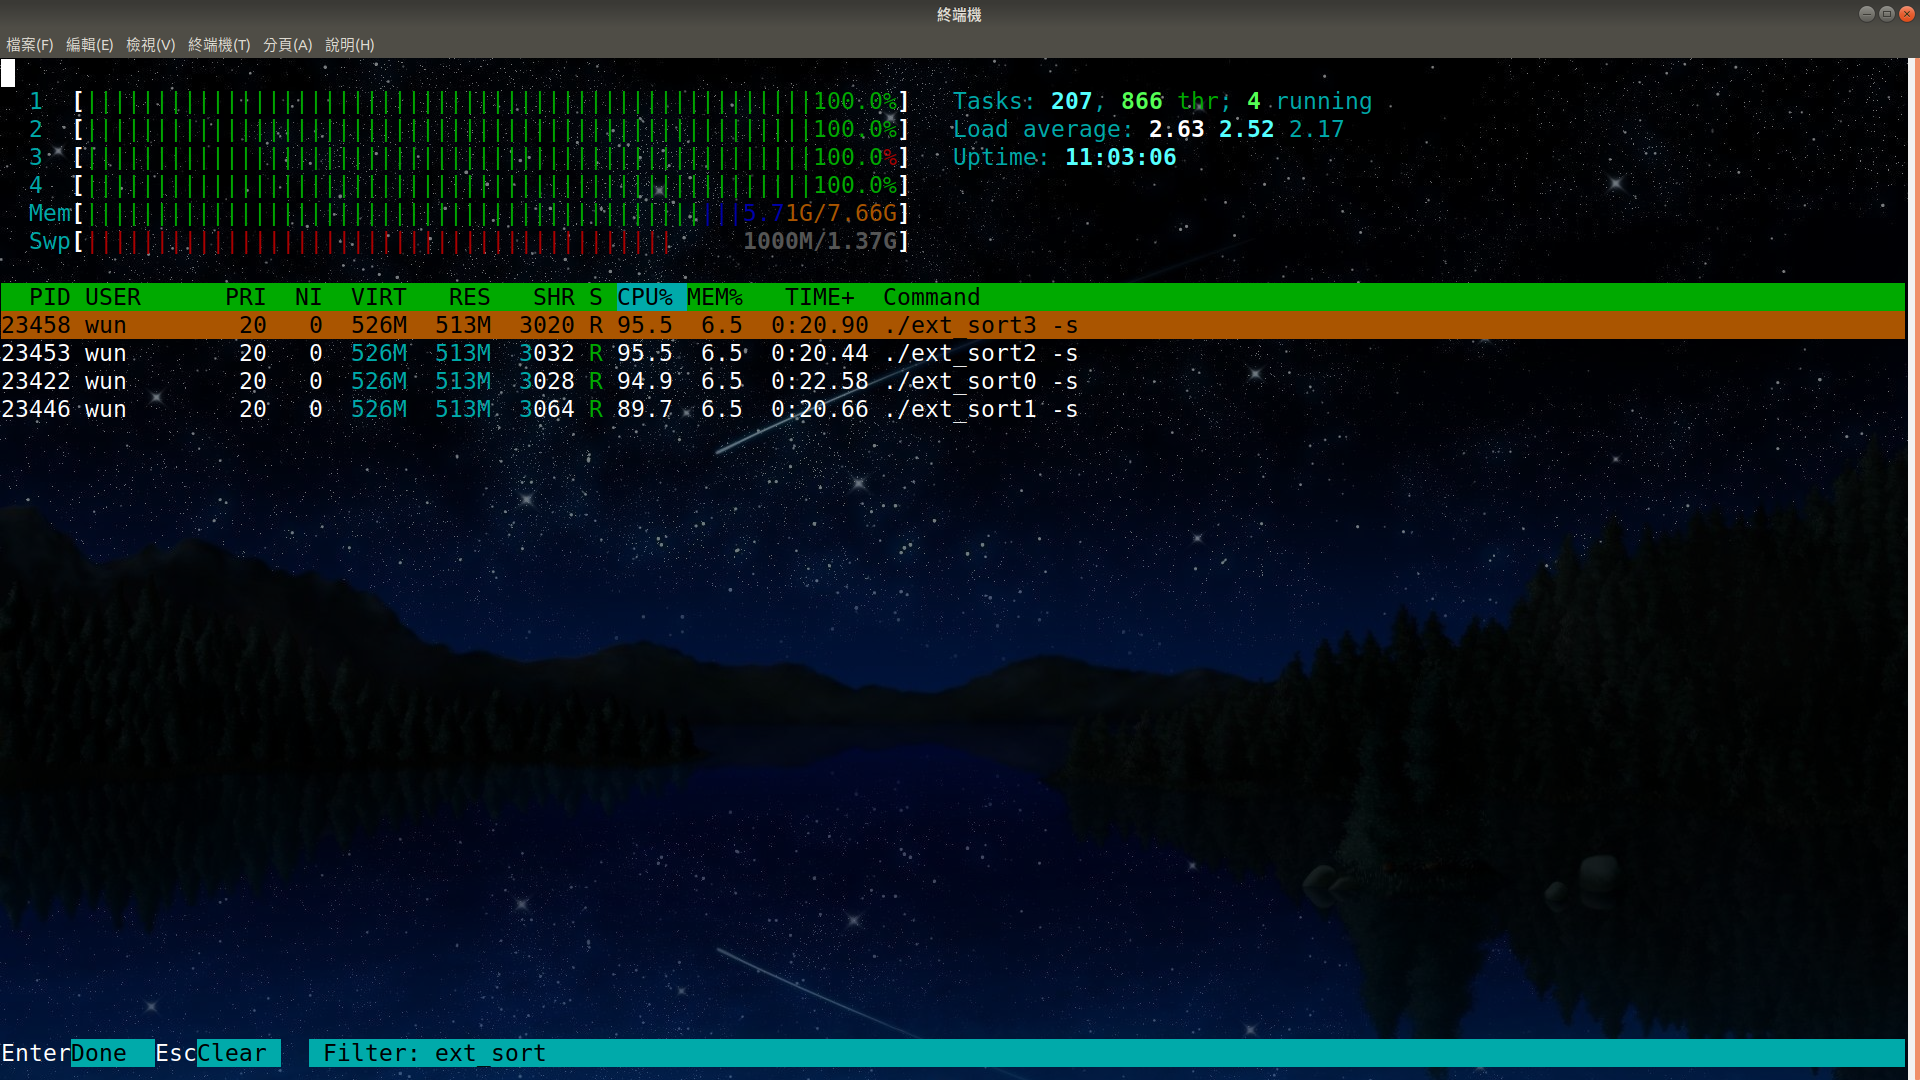 終端機
檔案(F) 編輯(E) 檢視(V) 終端機(T) 分頁(A) 說明(H)
1 [||||||||||||||||||||||||||||||||||||||||||||||||||||100.0%] Tasks: 207, 866 thr; 4 running
2 [||||||||||||||||||||||||||||||||||||||||||||||||||||100.0%] Load average: 2.63 2.52 2.17
3 [||||||||||||||||||||||||||||||||||||||||||||||||||||100.0%] Uptime: 11:03:06
4 [||||||||||||||||||||||||||||||||||||||||||||||||||||100.0%]
Mem[|||||||||||||||||||||||||||||||||||||||||||||||5.71G/7.66G]
Swp[|||||||||||||||||||||||||||||||||||||||||| 1000M/1.37G]
PID USER PRI NI VIRT RES SHR S CPU% MEM% TIME+ Command
23458 wun 20 0 526M 513M 3020 R 95.5 6.5 0:20.90 ./ext_sort3 -s
23453 wun 20 0 526M 513M 3032 R 95.5 6.5 0:20.44 ./ext_sort2 -s
23422 wun 20 0 526M 513M 3028 R 94.9 6.5 0:22.58 ./ext_sort0 -s
23446 wun 20 0 526M 513M 3064 R 89.7 6.5 0:20.66 ./ext_sort1 -s
EnterDone EscClear Filter: ext_sort